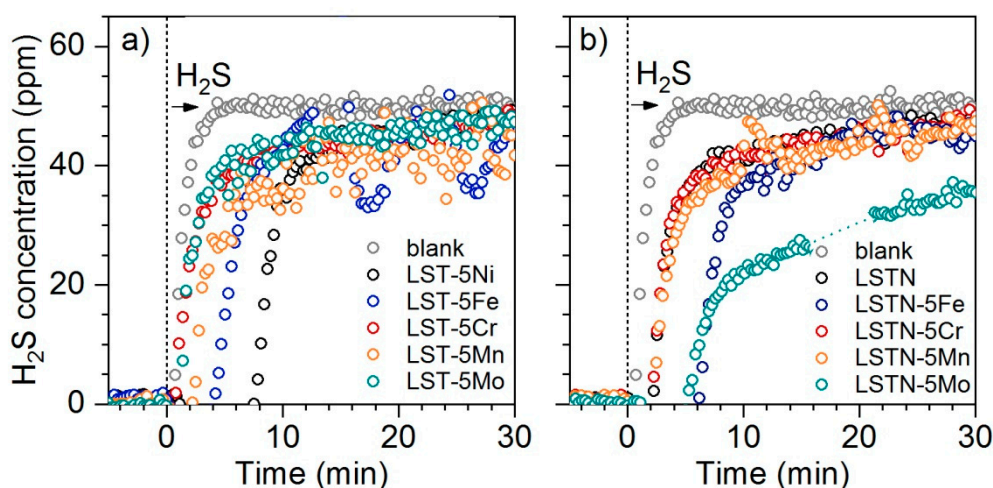 H₂S concentration (ppm)
60
40
20
0
a)
H₂S
blank
LST-5Ni
LST-5Fe
LST-5Cr
LST-5Mn
LST-5Mo
0 10 20 30
Time (min)
b)
H₂S
blank
LSTN
LSTN-5Fe
LSTN-5Cr
LSTN-5Mn
LSTN-5Mo
0 10 20 30
Time (min)